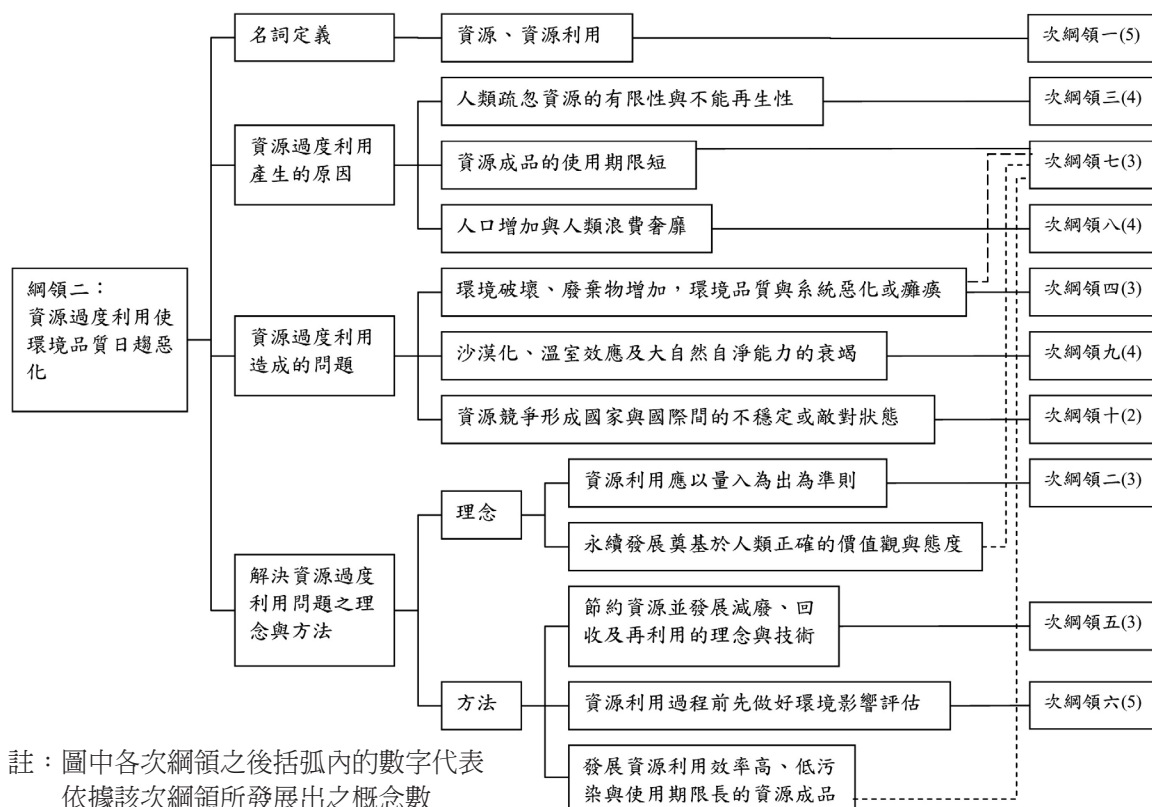 名詞定義
資源、資源利用
次綱領一(5)
人類疏忽資源的有限性與不能再生性
次綱領三(4)
資源過度利用
產生的原因
資源成品的使用期限短
次綱領七(3)
人口增加與人類浪費奢靡
次綱領八(4)
綱領二：
資源過度利用使
環境品質日趨惡
化
環境破壞、廢棄物增加，環境品質與系統惡化或癱瘓
次綱領四(3)
資源過度利用
造成的問題
沙漠化、溫室效應及大自然自淨能力的衰竭
次綱領九(4)
資源競爭形成國家與國際間的不穩定或敵對狀態
次綱領十(2)
理念
資源利用應以量入為出為準則
次綱領二(3)
永續發展奠基於人類正確的價值觀與態度
解決資源過度
利用問題之理
念與方法
節約資源並發展減廢、回
收及再利用的理念與技術
次綱領五(3)
方法
資源利用過程前先做好環境影響評估
次綱領六(5)
發展資源利用效率高、低污
染與使用期限長的資源成品
註：圖中各次綱領之後括弧內的數字代表
依據該次綱領所發展出之概念數